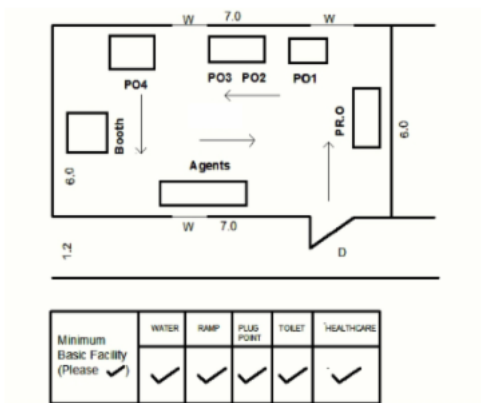 W 7.0 W
PO4 PO3 PO2 PO1
PR.O
Booth
6.0
6.0
Agents
W 7.0
D
1.2
WATER RAMP PLUG POINT TOILET HEALTHCARE
Minimum
Basic Facility
(Please ✓)
✓ ✓ ✓ ✓ ✓